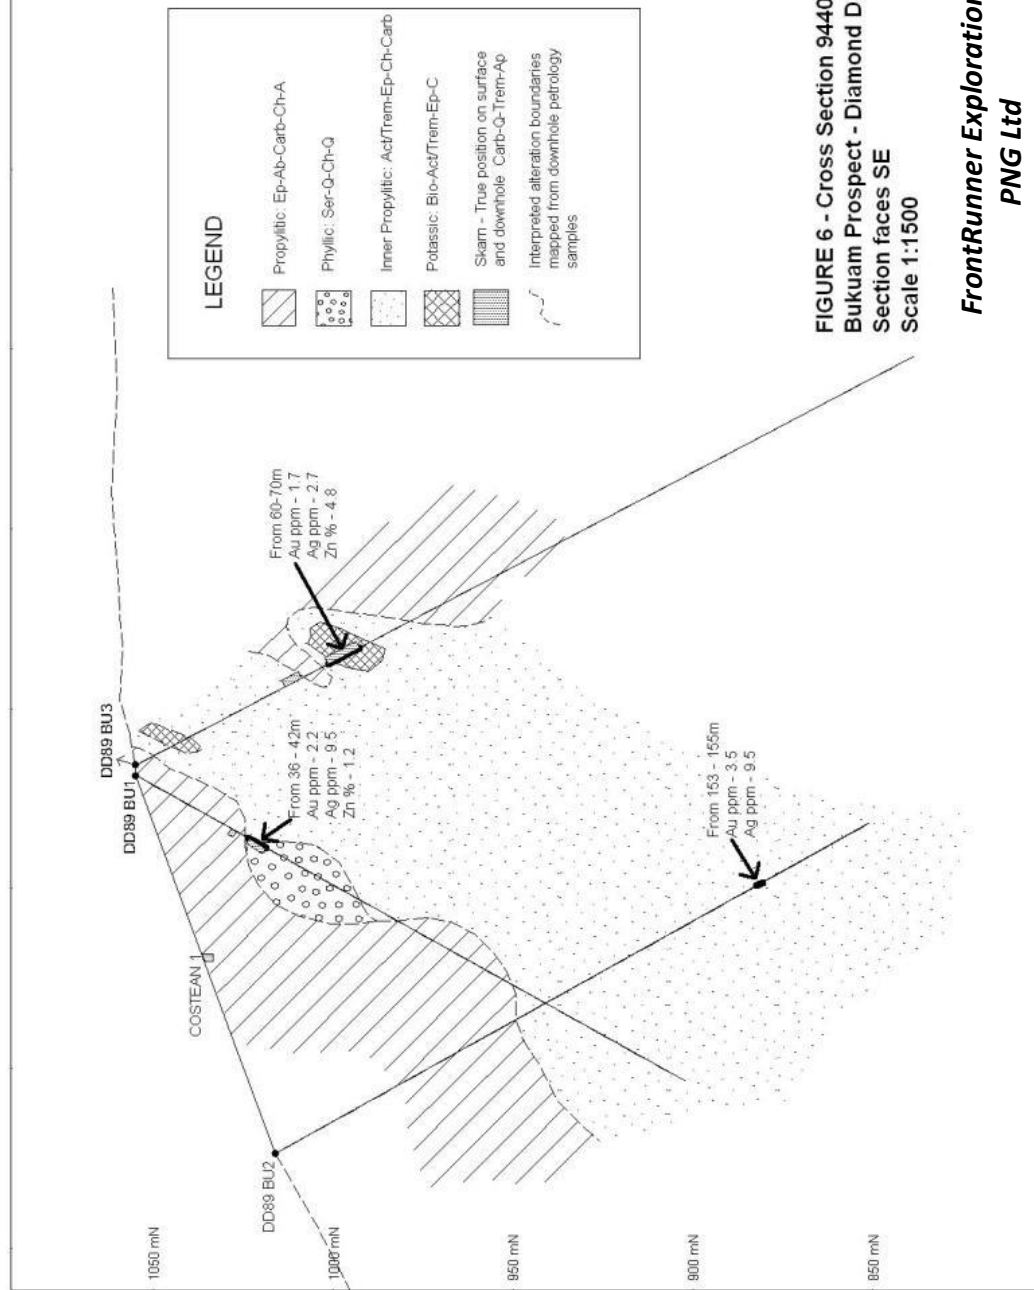 DD89 BU3
DD89 BU1
COSTEAN 1
DD89 BU2
From 60-70m
Au ppm - 1.7
Ag ppm - 2.7
Zn % - 4.8
From 36 - 42m
Au ppm - 2.2
Ag ppm - 9.5
Zn % - 1.2
From 153 - 155m
Au ppm - 3.5
Ag ppm - 9.5
1050 mN
1000 mN
950 mN
900 mN
850 mN
LEGEND
Propylitic: Ep-Ab-Carb-Ch-A
Phyllic: Ser-Q-Ch-Q
Inner Propylitic: Act/Trem-Ep-Ch-Carb
Potassic: Bio-Act/Trem-Ep-C
Skarn - True position on surface
and downhole Carb-Q-Trem-Ap
Interpreted alteration boundaries
mapped from downhole petrology
samples
FIGURE 6 - Cross Section 9440
Bukuam Prospect - Diamond D
Section faces SE
Scale 1:1500
FrontRunner Exploration
PNG Ltd